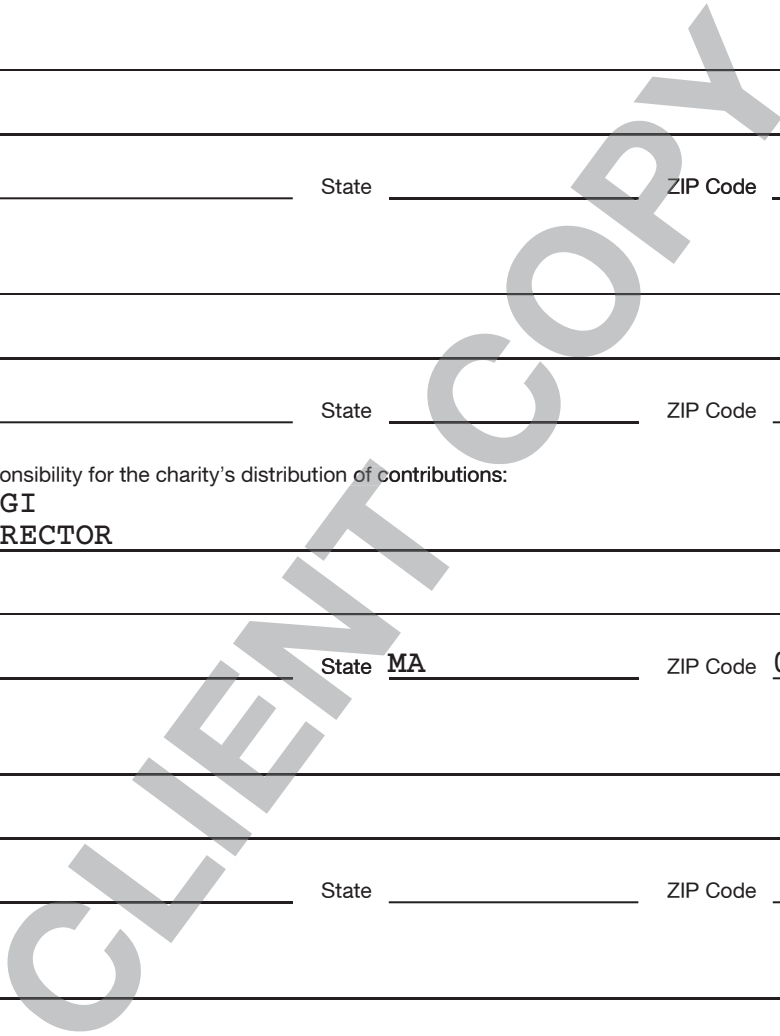 State ZIP Code
State ZIP Code
onsibility for the charity's distribution of contributions:
GI
RECTOR
State MA ZIP Code
State ZIP Code
CLIENT COPY